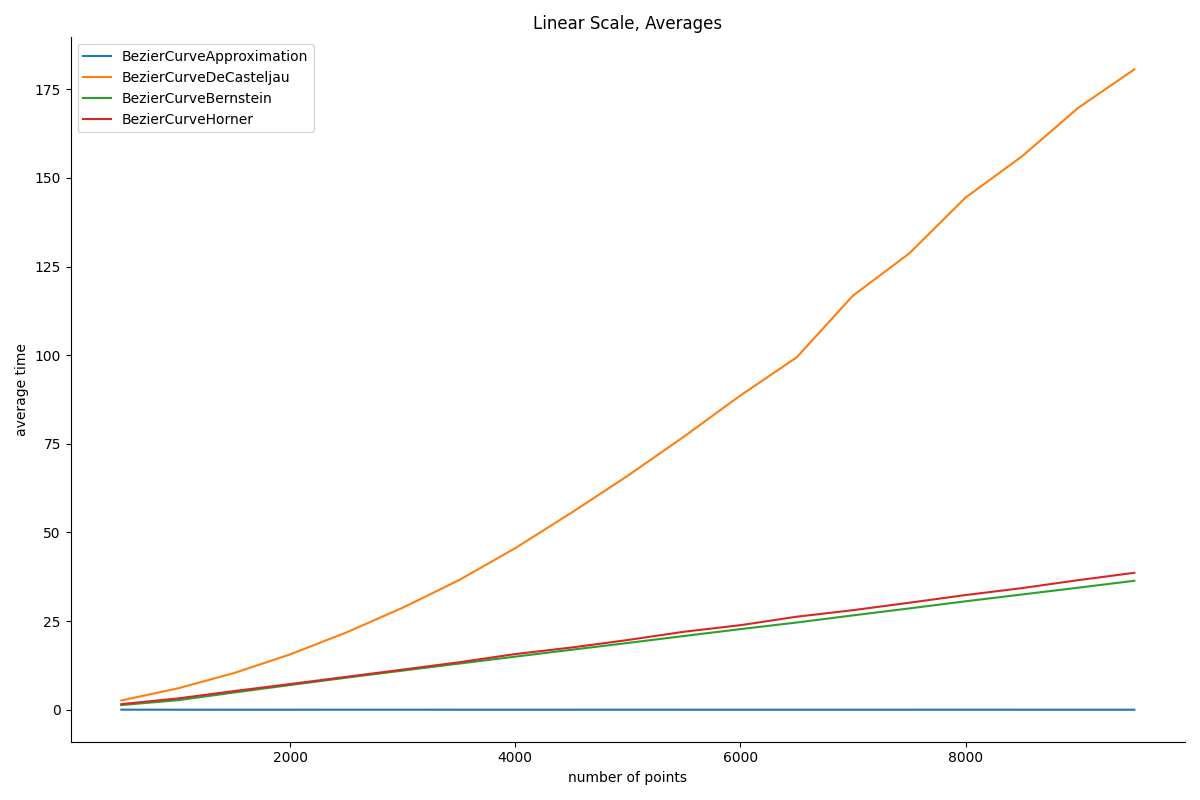 Linear Scale, Averages
BezierCurveApproximation
BezierCurveDeCasteljau
BezierCurveBernstein
BezierCurveHorner
175
150
125
100
75
50
25
0
average time
2000 4000 6000 8000
number of points